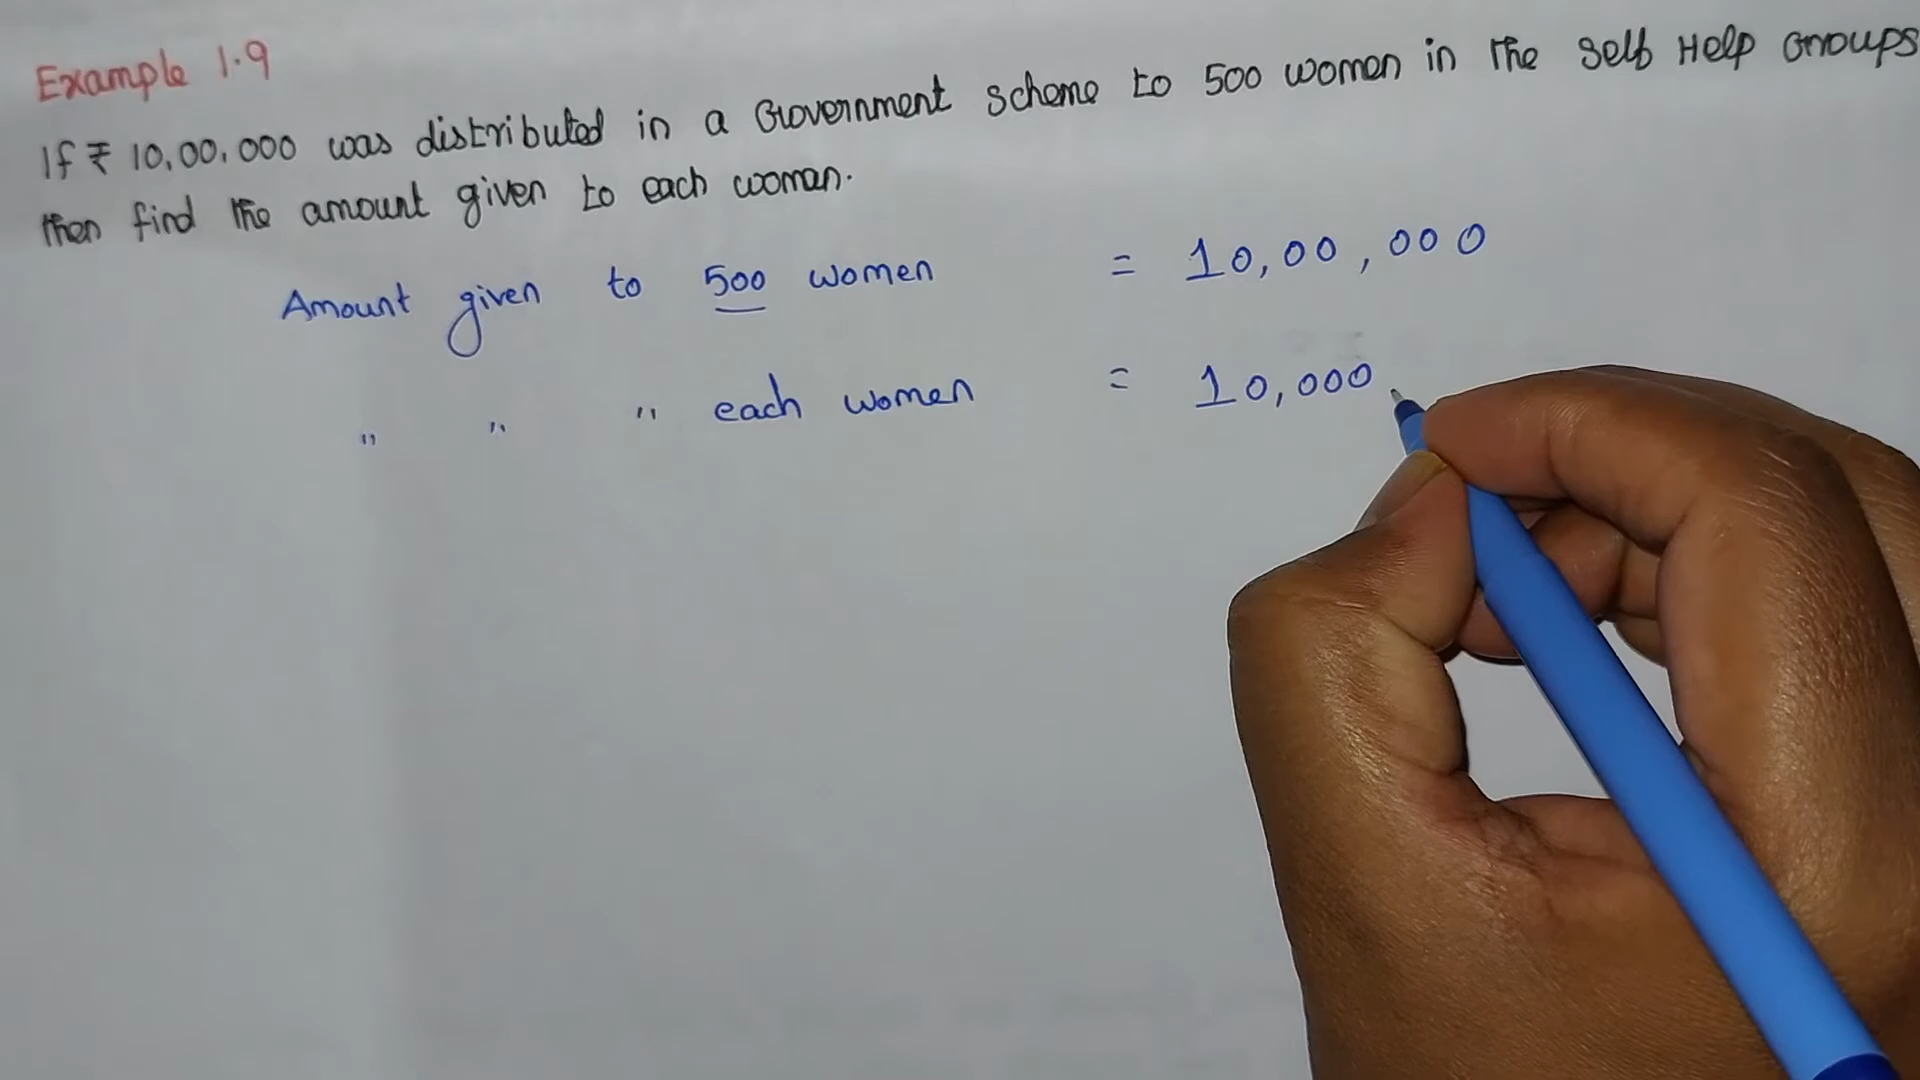 Example 1.9
If ₹ 10,00,000 was distributed in a Government scheme to 500 women in the Self Help Groups
then find the amount given to each woman.
Amount given to 500 women = 10,00,000
" " " each women = 10,000